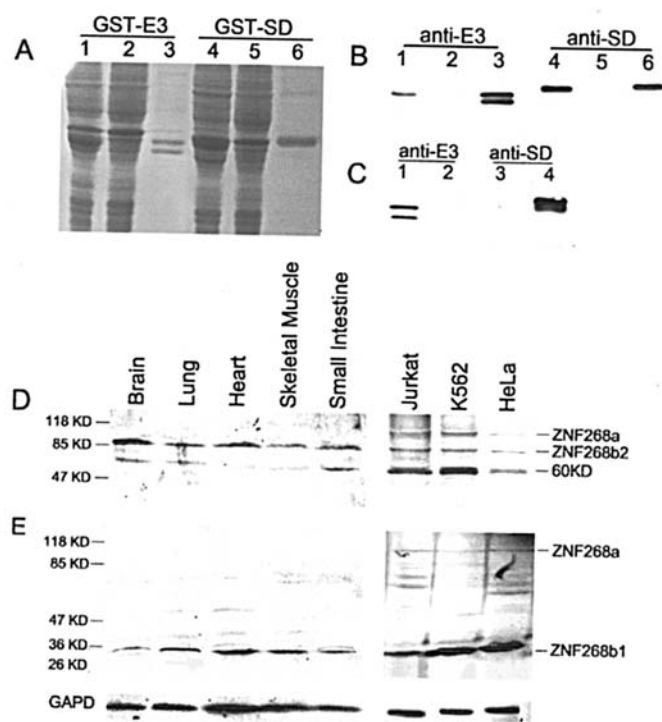 A
GST-E3 GST-SD
1 2 3 4 5 6
B
anti-E3 anti-SD
1 2 3 4 5 6
C
anti-E3 anti-SD
1 2 3 4
D
Brain
Lung
Heart
Skeletal Muscle
Small Intestine
Jurkat
K562
HeLa
118 KD
85 KD
47 KD
ZNF268a
ZNF268b2
60KD
E
118 KD
85 KD
47 KD
36 KD
26 KD
ZNF268a
ZNF268b1
GAPD